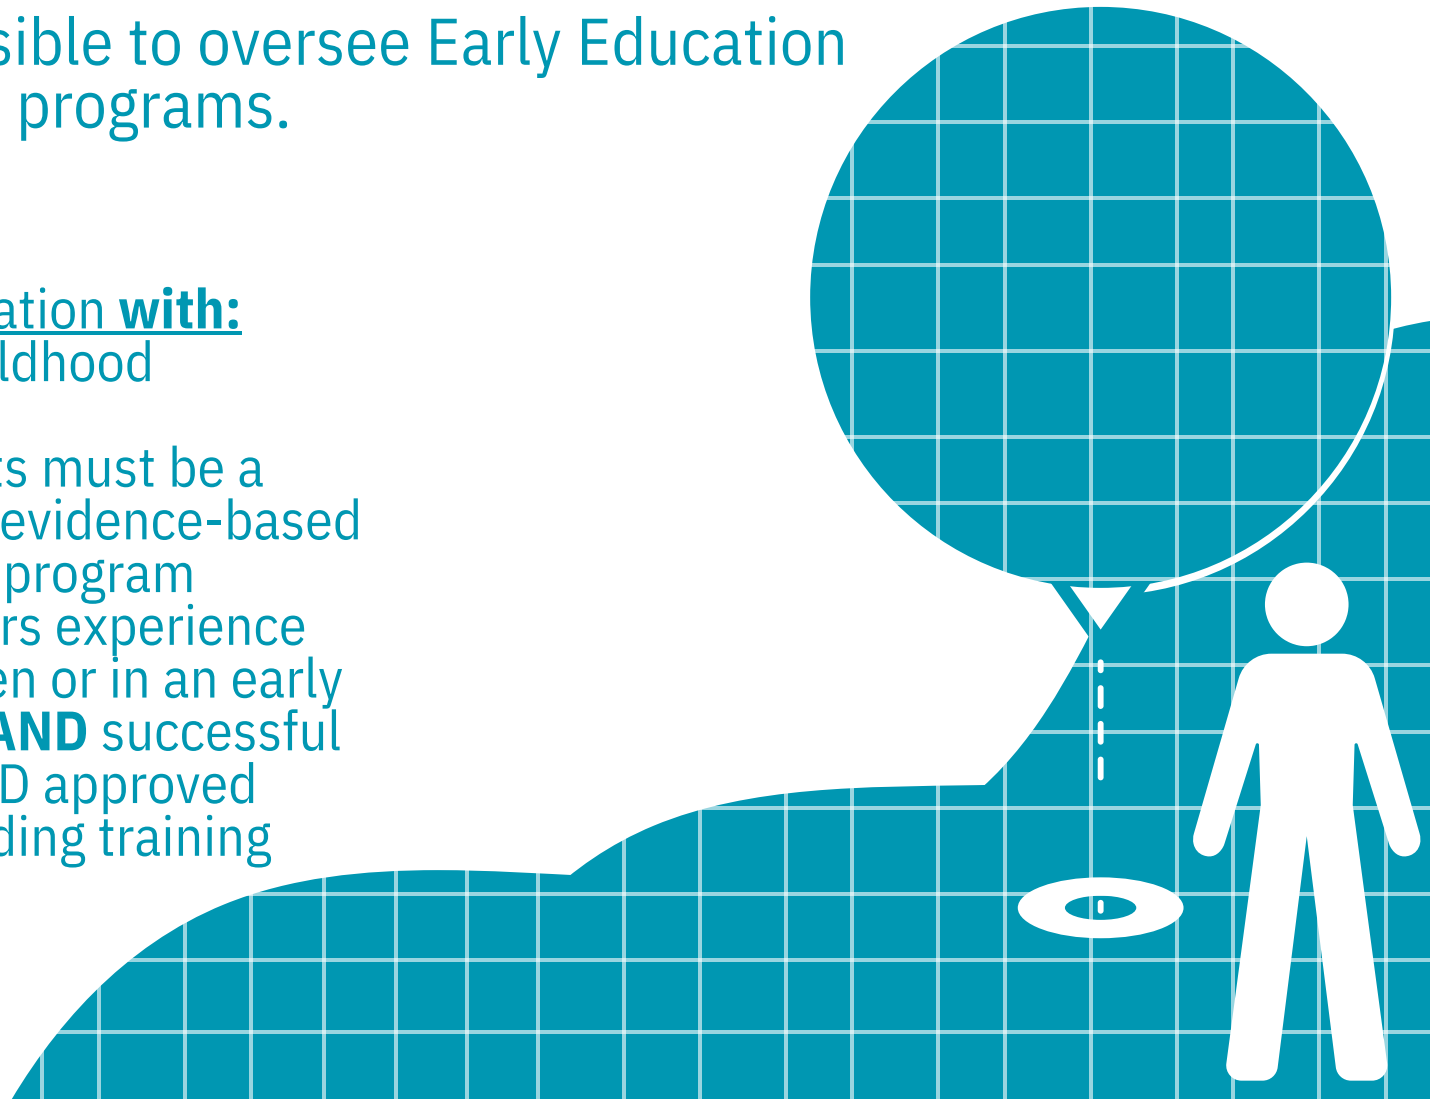 sible to oversee Early Education
programs.
ation with:
ldhood
ts must be a
evidence-based
program
rs experience
en or in an early
AND successful
D approved
ding training